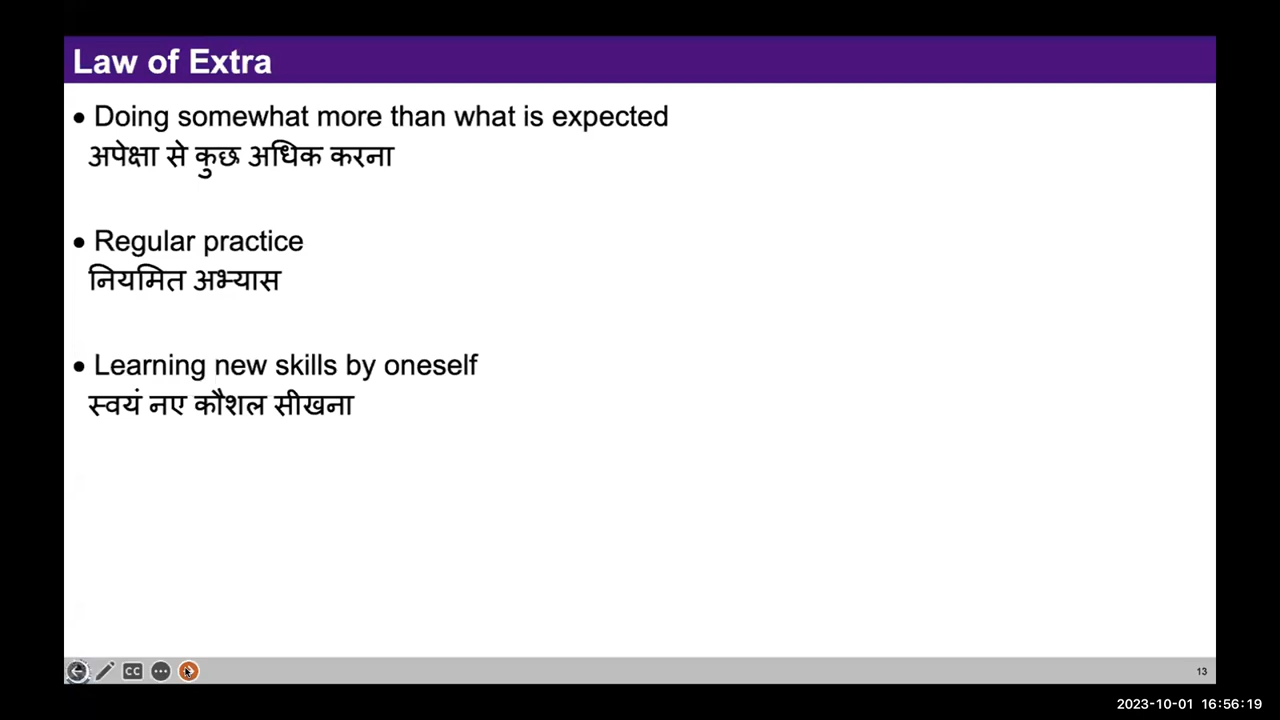 Law of Extra
• Doing somewhat more than what is expected
अपेक्षा से कुछ अधिक करना
• Regular practice
नियमित अभ्यास
• Learning new skills by oneself
स्वयं नए कौशल सीखना
CC
13
2023-10-01 16:56:19